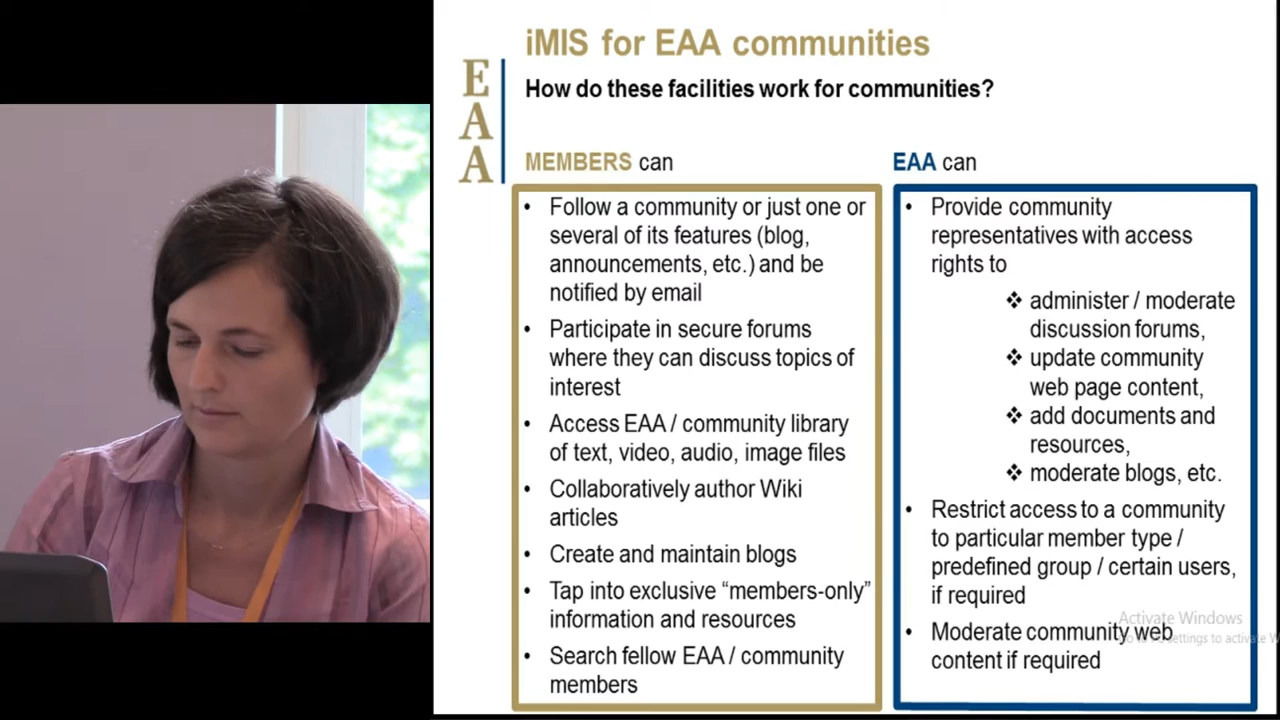 iMIS for EAA communities
E
A
A
How do these facilities work for communities?
MEMBERS can
• Follow a community or just one or
several of its features (blog,
announcements, etc.) and be
notified by email
• Participate in secure forums
where they can discuss topics of
interest
• Access EAA / community library
of text, video, audio, image files
• Collaboratively author Wiki
articles
• Create and maintain blogs
• Tap into exclusive “members-only”
information and resources
• Search fellow EAA / community
members
EAA can
• Provide community
representatives with access
rights to
❖ administer / moderate
discussion forums,
❖ update community
web page content,
❖ add documents and
resources,
❖ moderate blogs, etc.
• Restrict access to a community
to particular member type /
predefined group / certain users,
if required
• Moderate community web
content if required
Activate Windows
settings to activate W